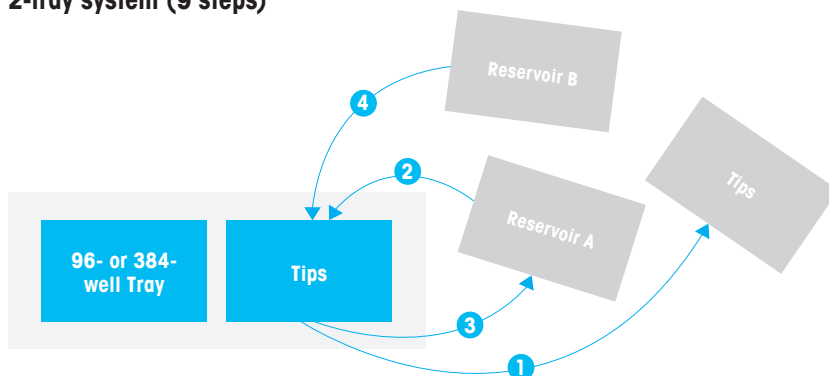 2-Tray system (9 steps)
Reservoir B
4
Tips
2
Reservoir A
96- or 384-
well Tray
Tips
3
1